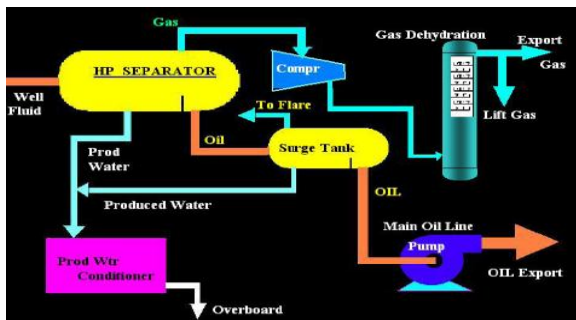 Gas
Gas Dehydration
HP SEPARATOR
Compr
Export
Gas
Well
Fluid
To Flare
Lift Gas
Oil
Surge Tank
Prod
Water
OIL
Produced Water
Main Oil Line
Pump
Prod Wtr
Conditioner
OIL Export
Overboard